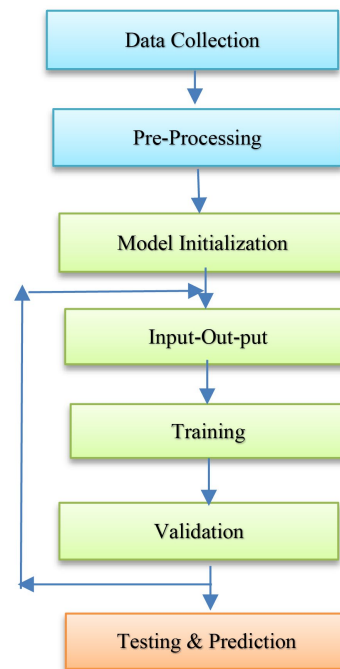 Data Collection
Pre-Processing
Model Initialization
Input-Out-put
Training
Validation
Testing & Prediction